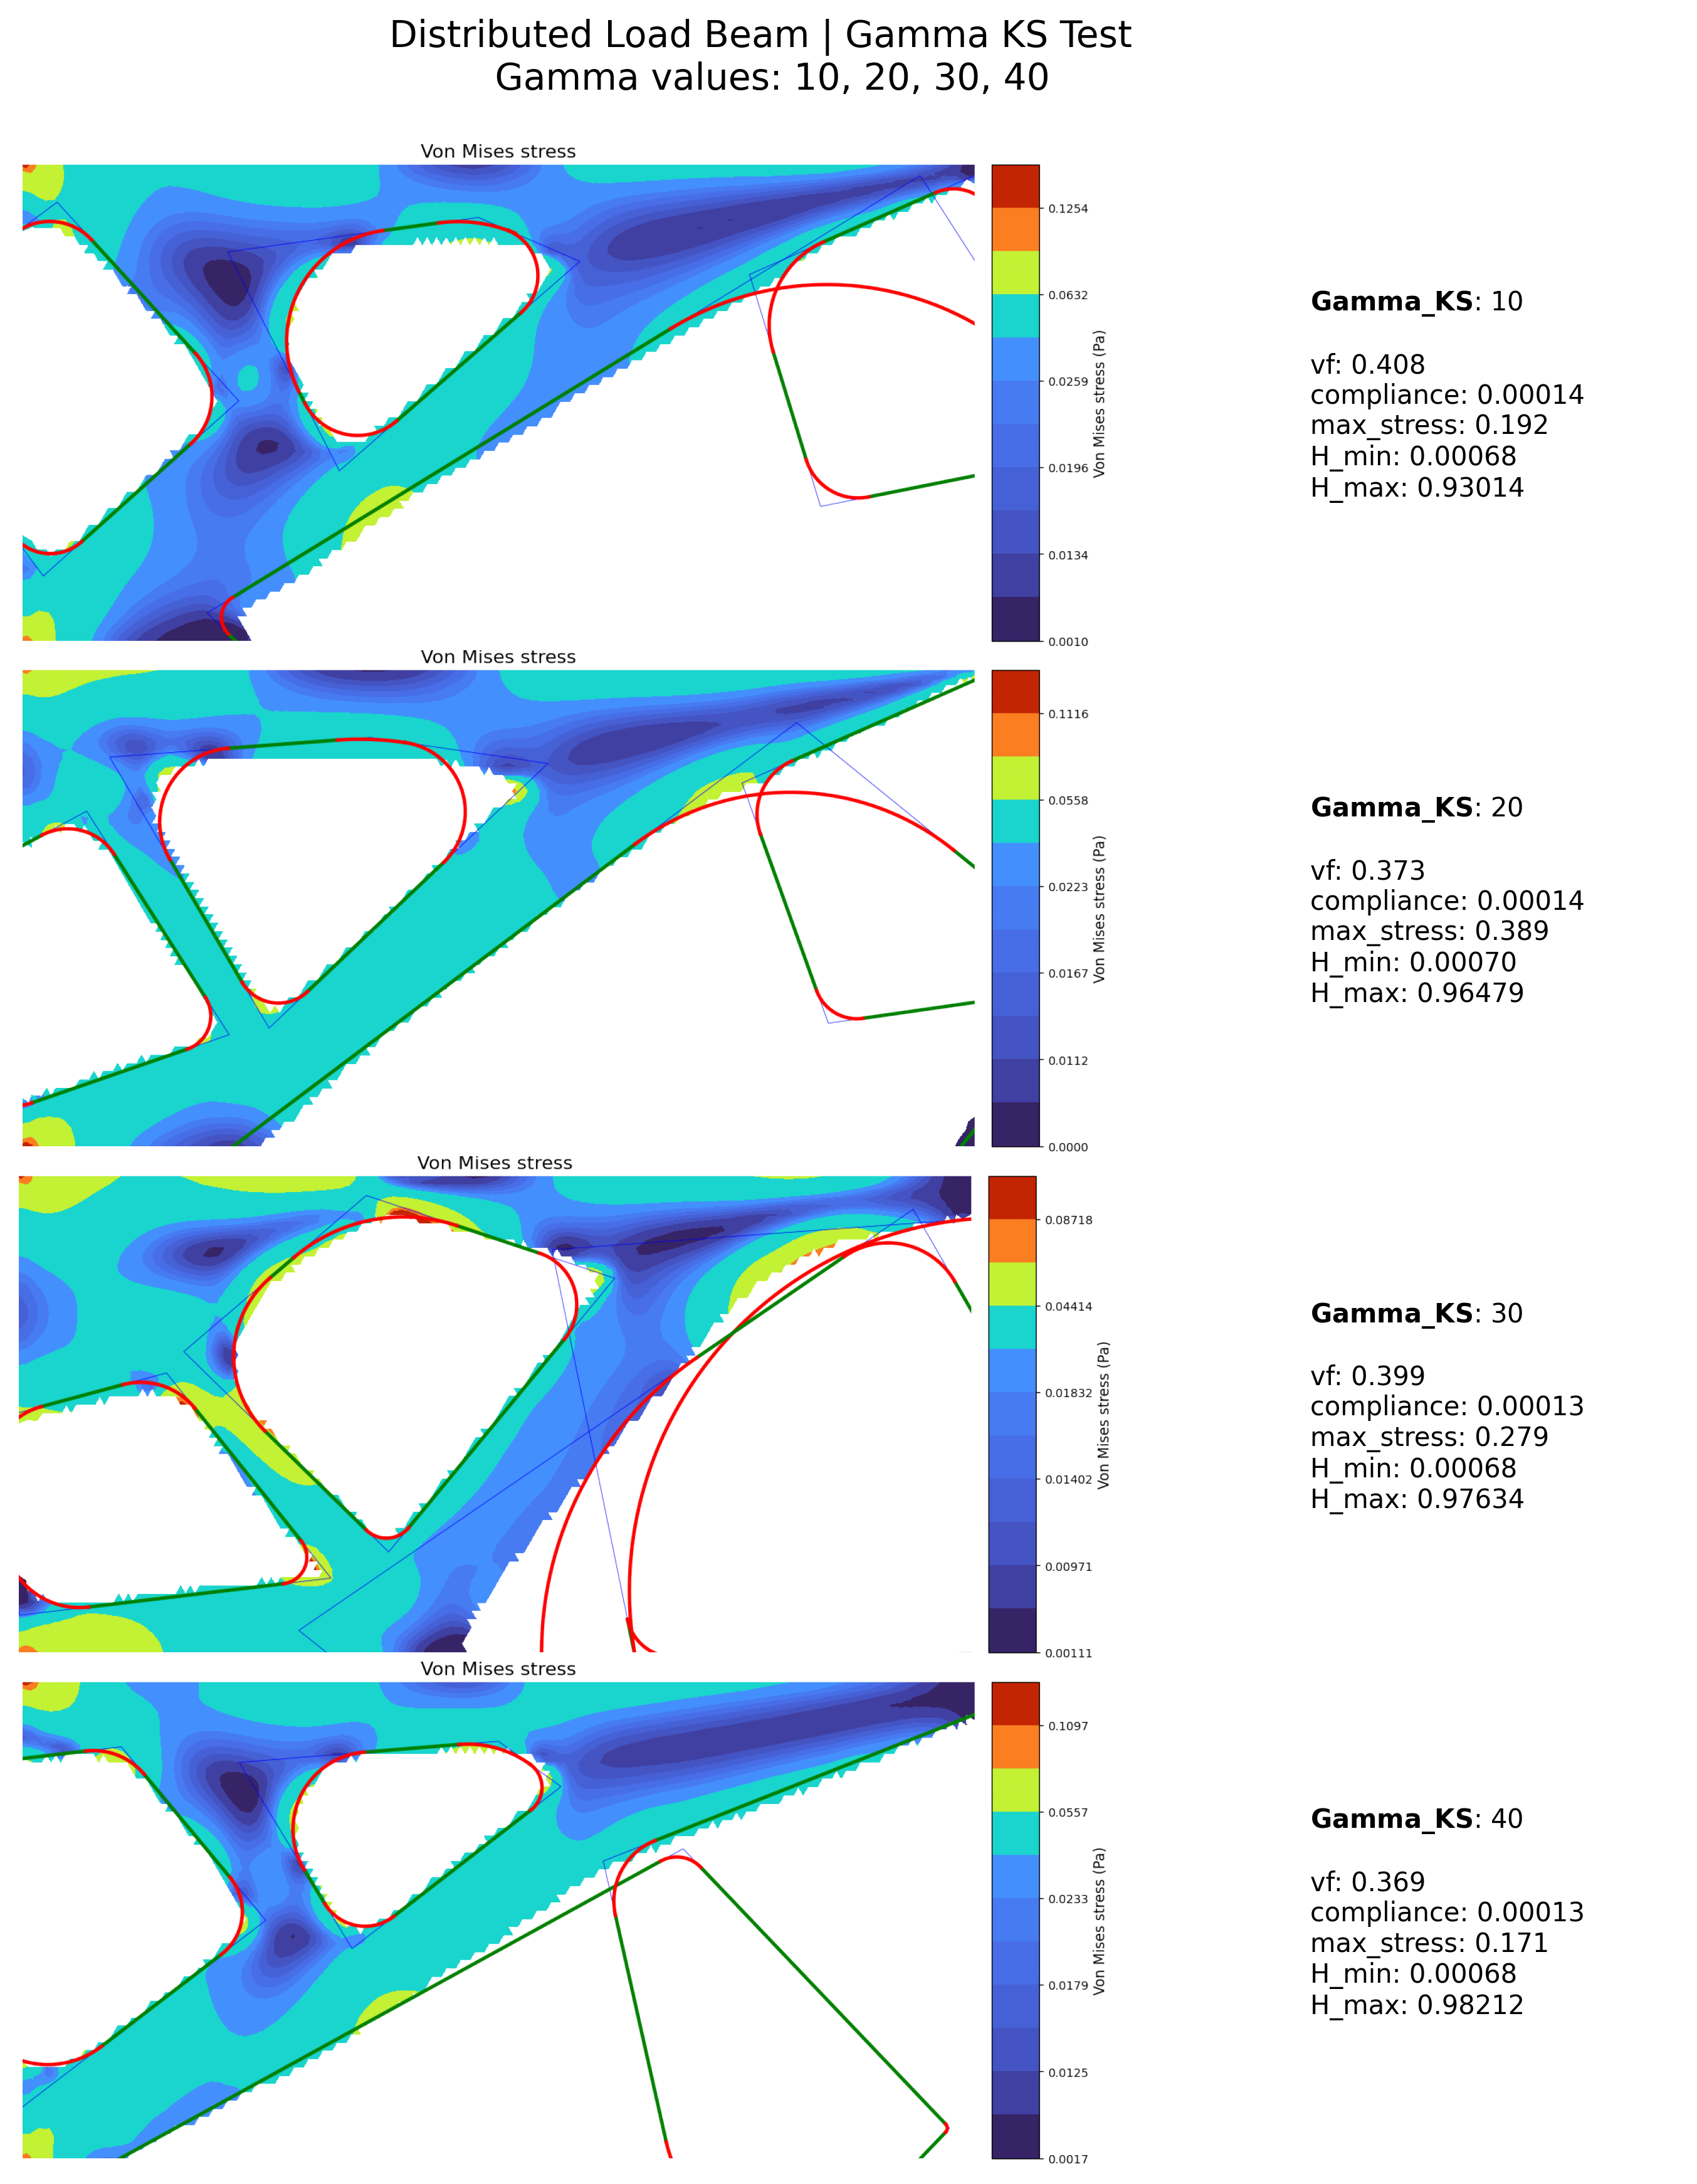 Distributed Load Beam | Gamma KS Test
Gamma values: 10, 20, 30, 40
Von Mises stress
0.1254
0.0632
0.0259
0.0196
0.0134
0.0010
Von Mises stress (Pa)
Gamma_KS: 10
vf: 0.408
compliance: 0.00014
max_stress: 0.192
H_min: 0.00068
H_max: 0.93014
Von Mises stress
0.1116
0.0558
0.0223
0.0167
0.0112
0.0000
Von Mises stress (Pa)
Gamma_KS: 20
vf: 0.373
compliance: 0.00014
max_stress: 0.389
H_min: 0.00070
H_max: 0.96479
Von Mises stress
0.08718
0.04414
0.01832
0.01402
0.00971
0.00111
Von Mises stress (Pa)
Gamma_KS: 30
vf: 0.399
compliance: 0.00013
max_stress: 0.279
H_min: 0.00068
H_max: 0.97634
Von Mises stress
0.1097
0.0557
0.0233
0.0179
0.0125
0.0017
Von Mises stress (Pa)
Gamma_KS: 40
vf: 0.369
compliance: 0.00013
max_stress: 0.171
H_min: 0.00068
H_max: 0.98212